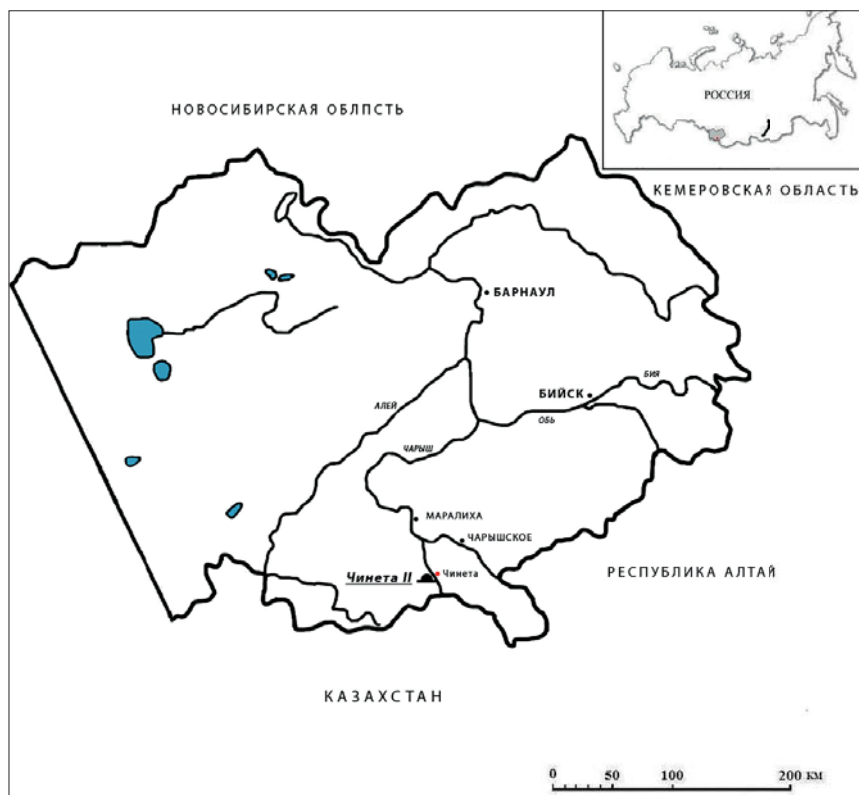 РОССИЯ
НОВОСИБИРСКАЯ ОБЛПСТЬ
КЕМЕРОВСКАЯ ОБЛАСТЬ
БАРНАУЛ
БИЯ
БИЙСК
АЛЕЙ
ОБЬ
ЧАРЫШ
МАРАЛИХА
ЧАРЫШСКОЕ
Чинета II
Чинета
РЕСПУБЛИКА АЛТАЙ
КАЗАХСТАН
0 50 100 200 КМ